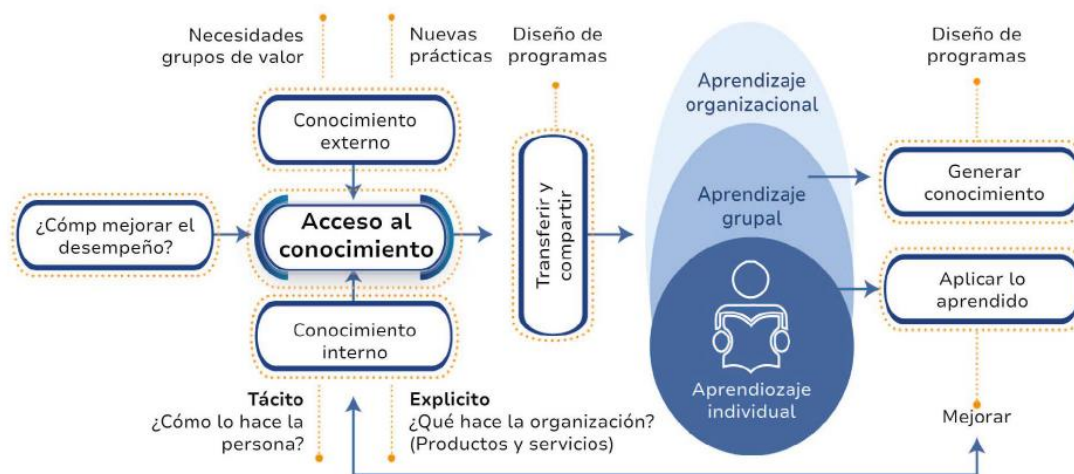 Necesidades
grupos de valor
Nuevas
prácticas
Diseño de
programas
Diseño de
programas
Conocimiento
externo
¿Cómp mejorar el
desempeño?
Acceso al
conocimiento
Conocimiento
interno
Tácito
¿Cómo lo hace la
persona?
Explicito
¿Qué hace la organización?
(Productos y servicios)
Transferir y
compartir
Aprendizaje
organizacional
Aprendizaje
grupal
Aprendiozaje
individual
Generar
conocimiento
Aplicar lo
aprendido
Mejorar